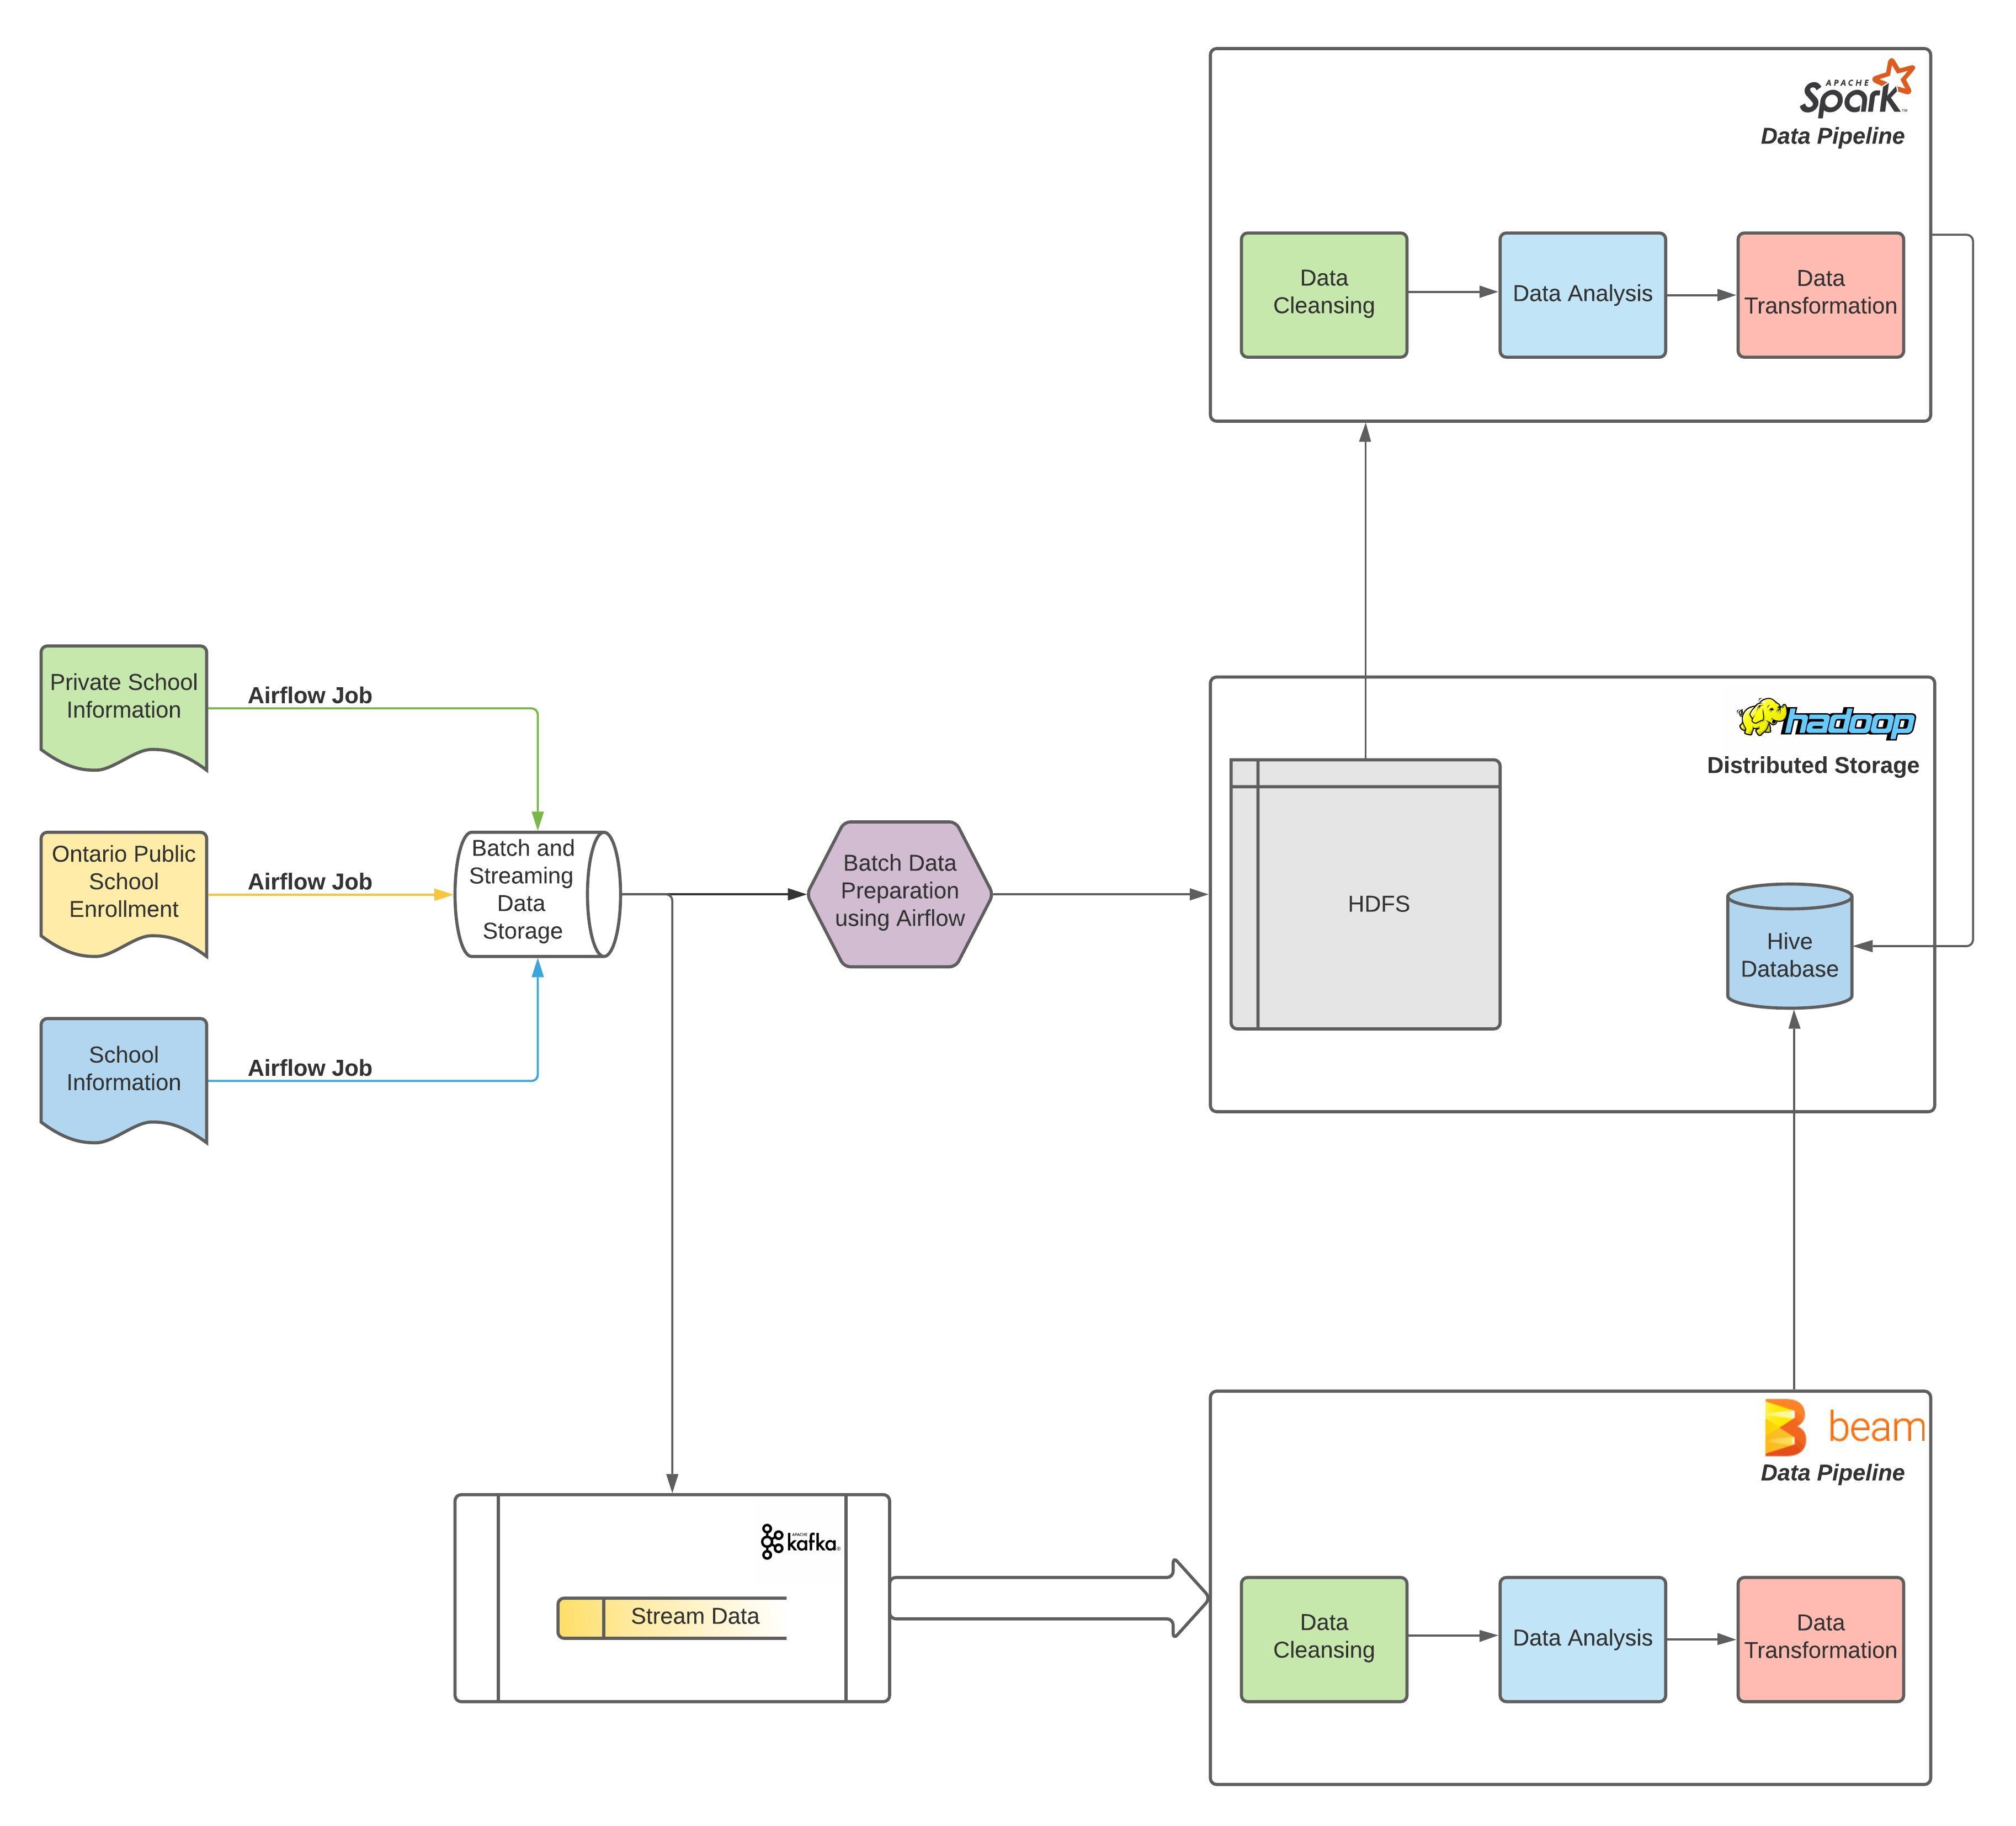 APACHE
Spark™
Data Pipeline
Data
Cleansing
Data Analysis
Data
Transformation
Private School
Information
Airflow Job
Ontario Public
School
Enrollment
Airflow Job
School
Information
Airflow Job
Batch and
Streaming
Data
Storage
Batch Data
Preparation
using Airflow
hadoop
Distributed Storage
HDFS
Hive
Database
APACHE
kafka®
Stream Data
beam
Data Pipeline
Data
Cleansing
Data Analysis
Data
Transformation